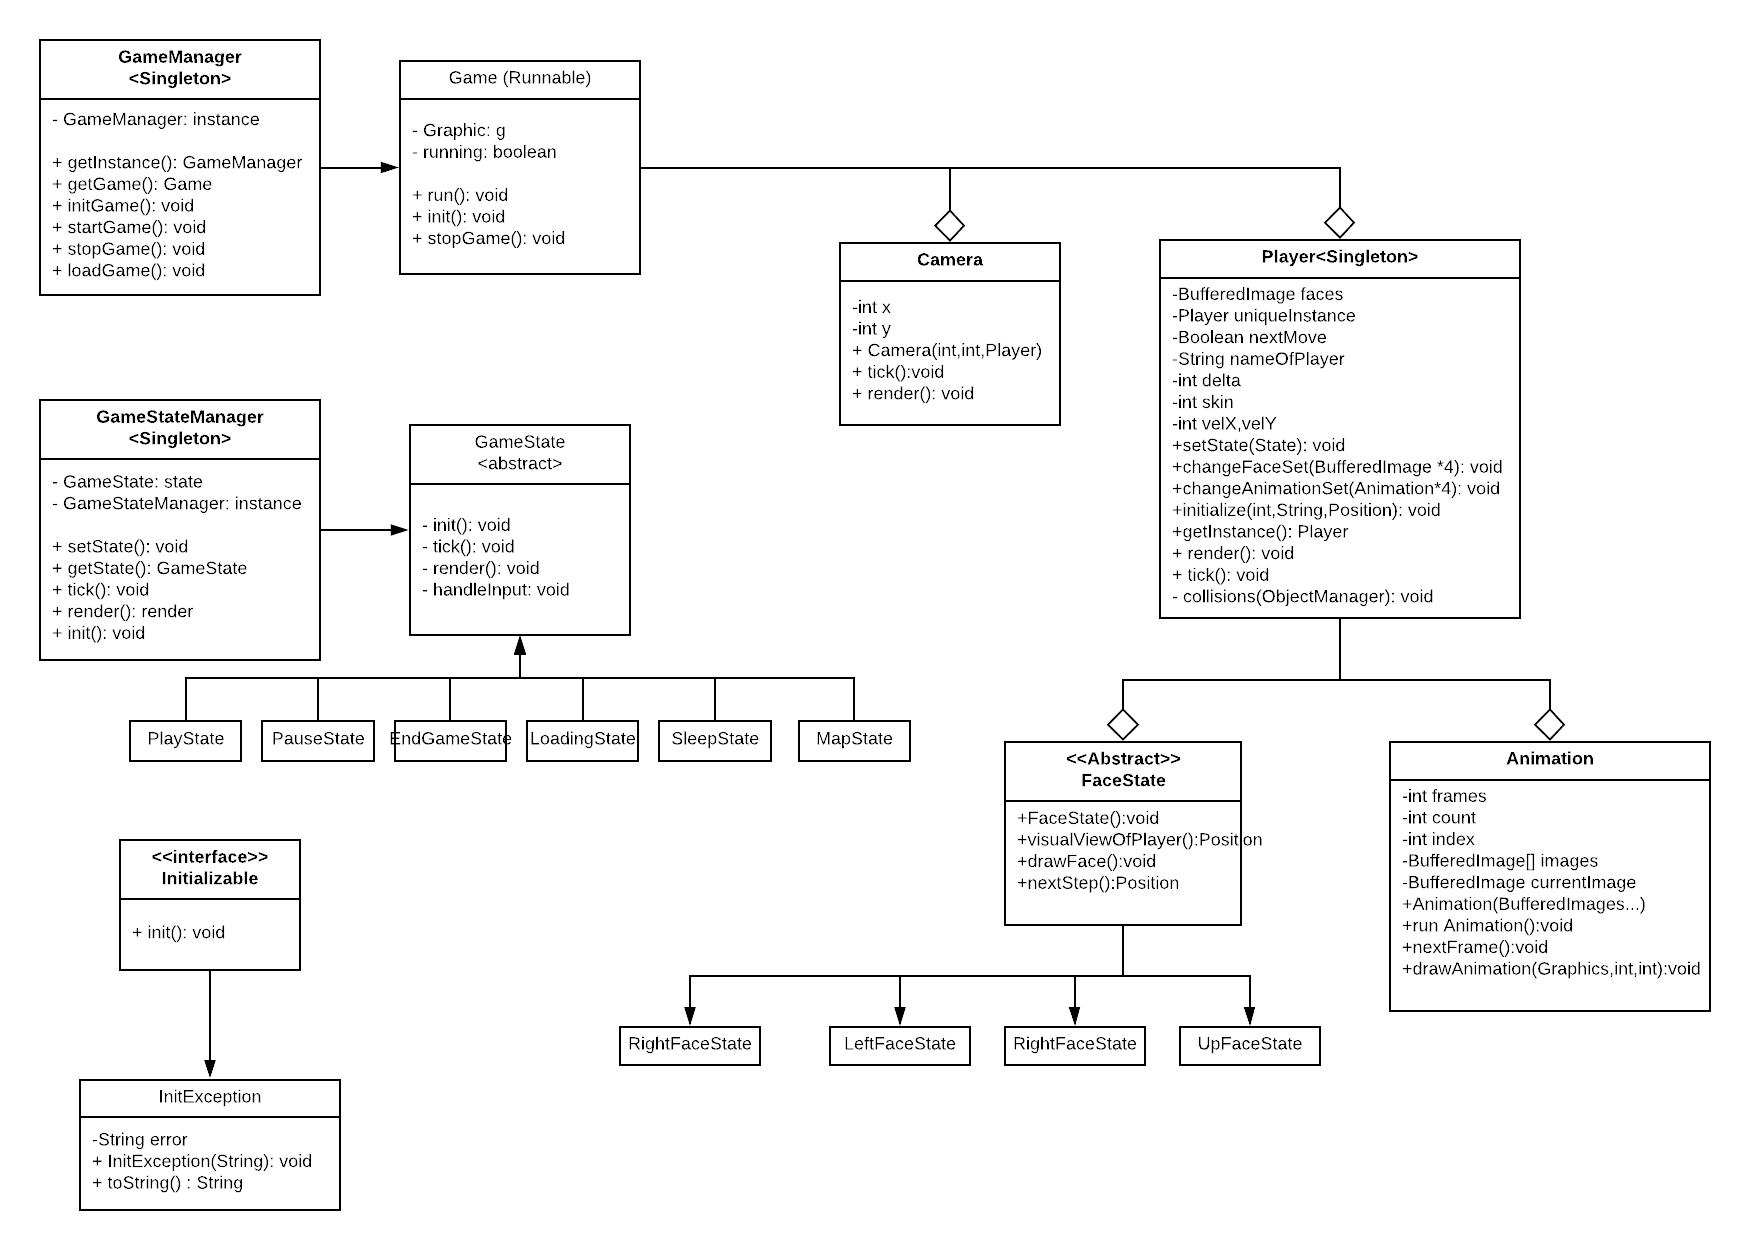 GameManager
<Singleton>
- GameManager: instance
+ getInstance(): GameManager
+ getGame(): Game
+ initGame(): void
+ startGame(): void
+ stopGame(): void
+ loadGame(): void
Game (Runnable)
- Graphic: g
- running: boolean
+ run(): void
+ init(): void
+ stopGame(): void
Camera
-int x
-int y
+ Camera(int,int,Player)
+ tick():void
+ render(): void
Player<Singleton>
-BufferedImage faces
-Player uniqueInstance
-Boolean nextMove
-String nameOfPlayer
-int delta
-int skin
-int velX,velY
+setState(State): void
+changeFaceSet(BufferedImage *4): void
+changeAnimationSet(Animation*4): void
+initialize(int,String,Position): void
+getInstance(): Player
+ render(): void
+ tick(): void
- collisions(ObjectManager): void
GameStateManager
<Singleton>
- GameState: state
- GameStateManager: instance
+ setState(): void
+ getState(): GameState
+ tick(): void
+ render(): render
+ init(): void
GameState
<abstract>
- init(): void
- tick(): void
- render(): void
- handleInput: void
PlayState
PauseState
EndGameState
LoadingState
SleepState
MapState
<<Abstract>>
FaceState
+FaceState():void
+visualViewOfPlayer():Position
+drawFace():void
+nextStep():Position
Animation
-int frames
-int count
-int index
-BufferedImage[] images
-BufferedImage currentImage
+Animation(BufferedImages...)
+run Animation():void
+nextFrame():void
+drawAnimation(Graphics,int,int):void
<<interface>>
Initializable
+ init(): void
RightFaceState
LeftFaceState
RightFaceState
UpFaceState
InitException
-String error
+ InitException(String): void
+ toString() : String